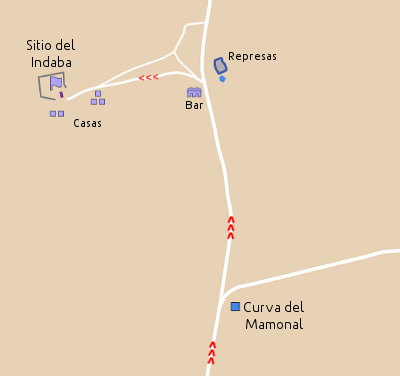 Sitio del
Indaba
Represas
Bar
Casas
Curva del
Mamonal